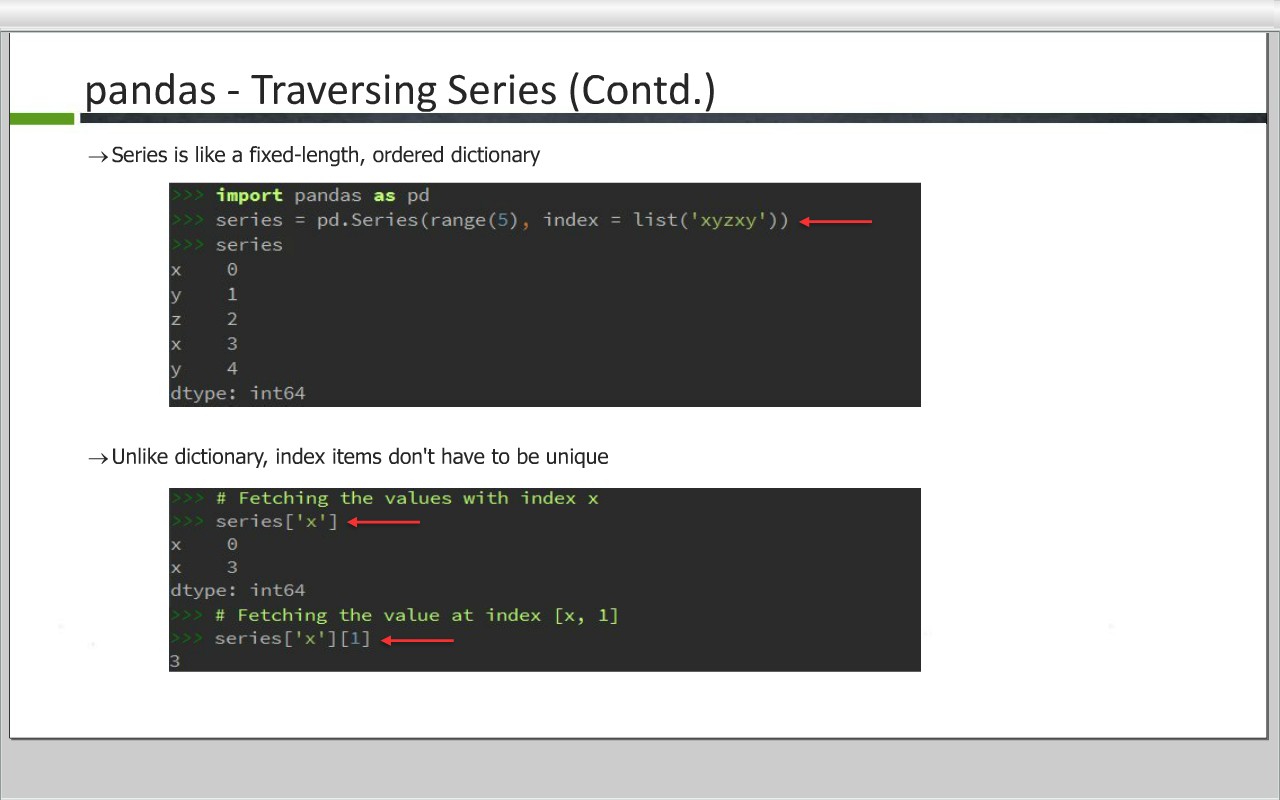 pandas - Traversing Series (Contd.)
→Series is like a fixed-length, ordered dictionary
>>> import pandas as pd
>>> series = pd.Series(range(5), index = list('xyzxy'))
>>> series
x    0
y    1
z    2
x    3
y    4
dtype: int64
→Unlike dictionary, index items don't have to be unique
>>> # Fetching the values with index x
>>> series['x']
x    0
x    3
dtype: int64
>>> # Fetching the value at index [x, 1]
>>> series['x'][1]
3